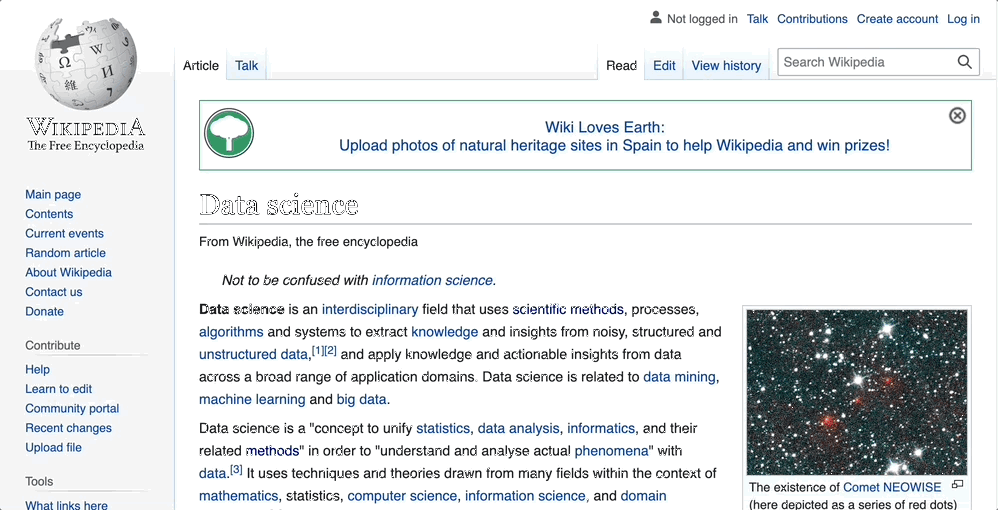 Not logged in Talk Contributions Create account Log in
Article Talk Read Edit View history Search Wikipedia
WIKIPEDIA
The Free Encyclopedia
Main page
Contents
Current events
Random article
About Wikipedia
Contact us
Donate
Contribute
Help
Learn to edit
Community portal
Recent changes
Upload file
Tools
What links here
Wiki Loves Earth:
Upload photos of natural heritage sites in Spain to help Wikipedia and win prizes!
Data science
From Wikipedia, the free encyclopedia
Not to be confused with information science.
Data science is an interdisciplinary field that uses scientific methods, processes,
algorithms and systems to extract knowledge and insights from noisy, structured and
unstructured data,[1][2] and apply knowledge and actionable insights from data
across a broad range of application domains. Data science is related to data mining,
machine learning and big data.
Data science is a "concept to unify statistics, data analysis, informatics, and their
related methods" in order to "understand and analyse actual phenomena" with
data.[3] It uses techniques and theories drawn from many fields within the context of
mathematics, statistics, computer science, information science, and domain
The existence of Comet NEOWISE
(here depicted as a series of red dots)